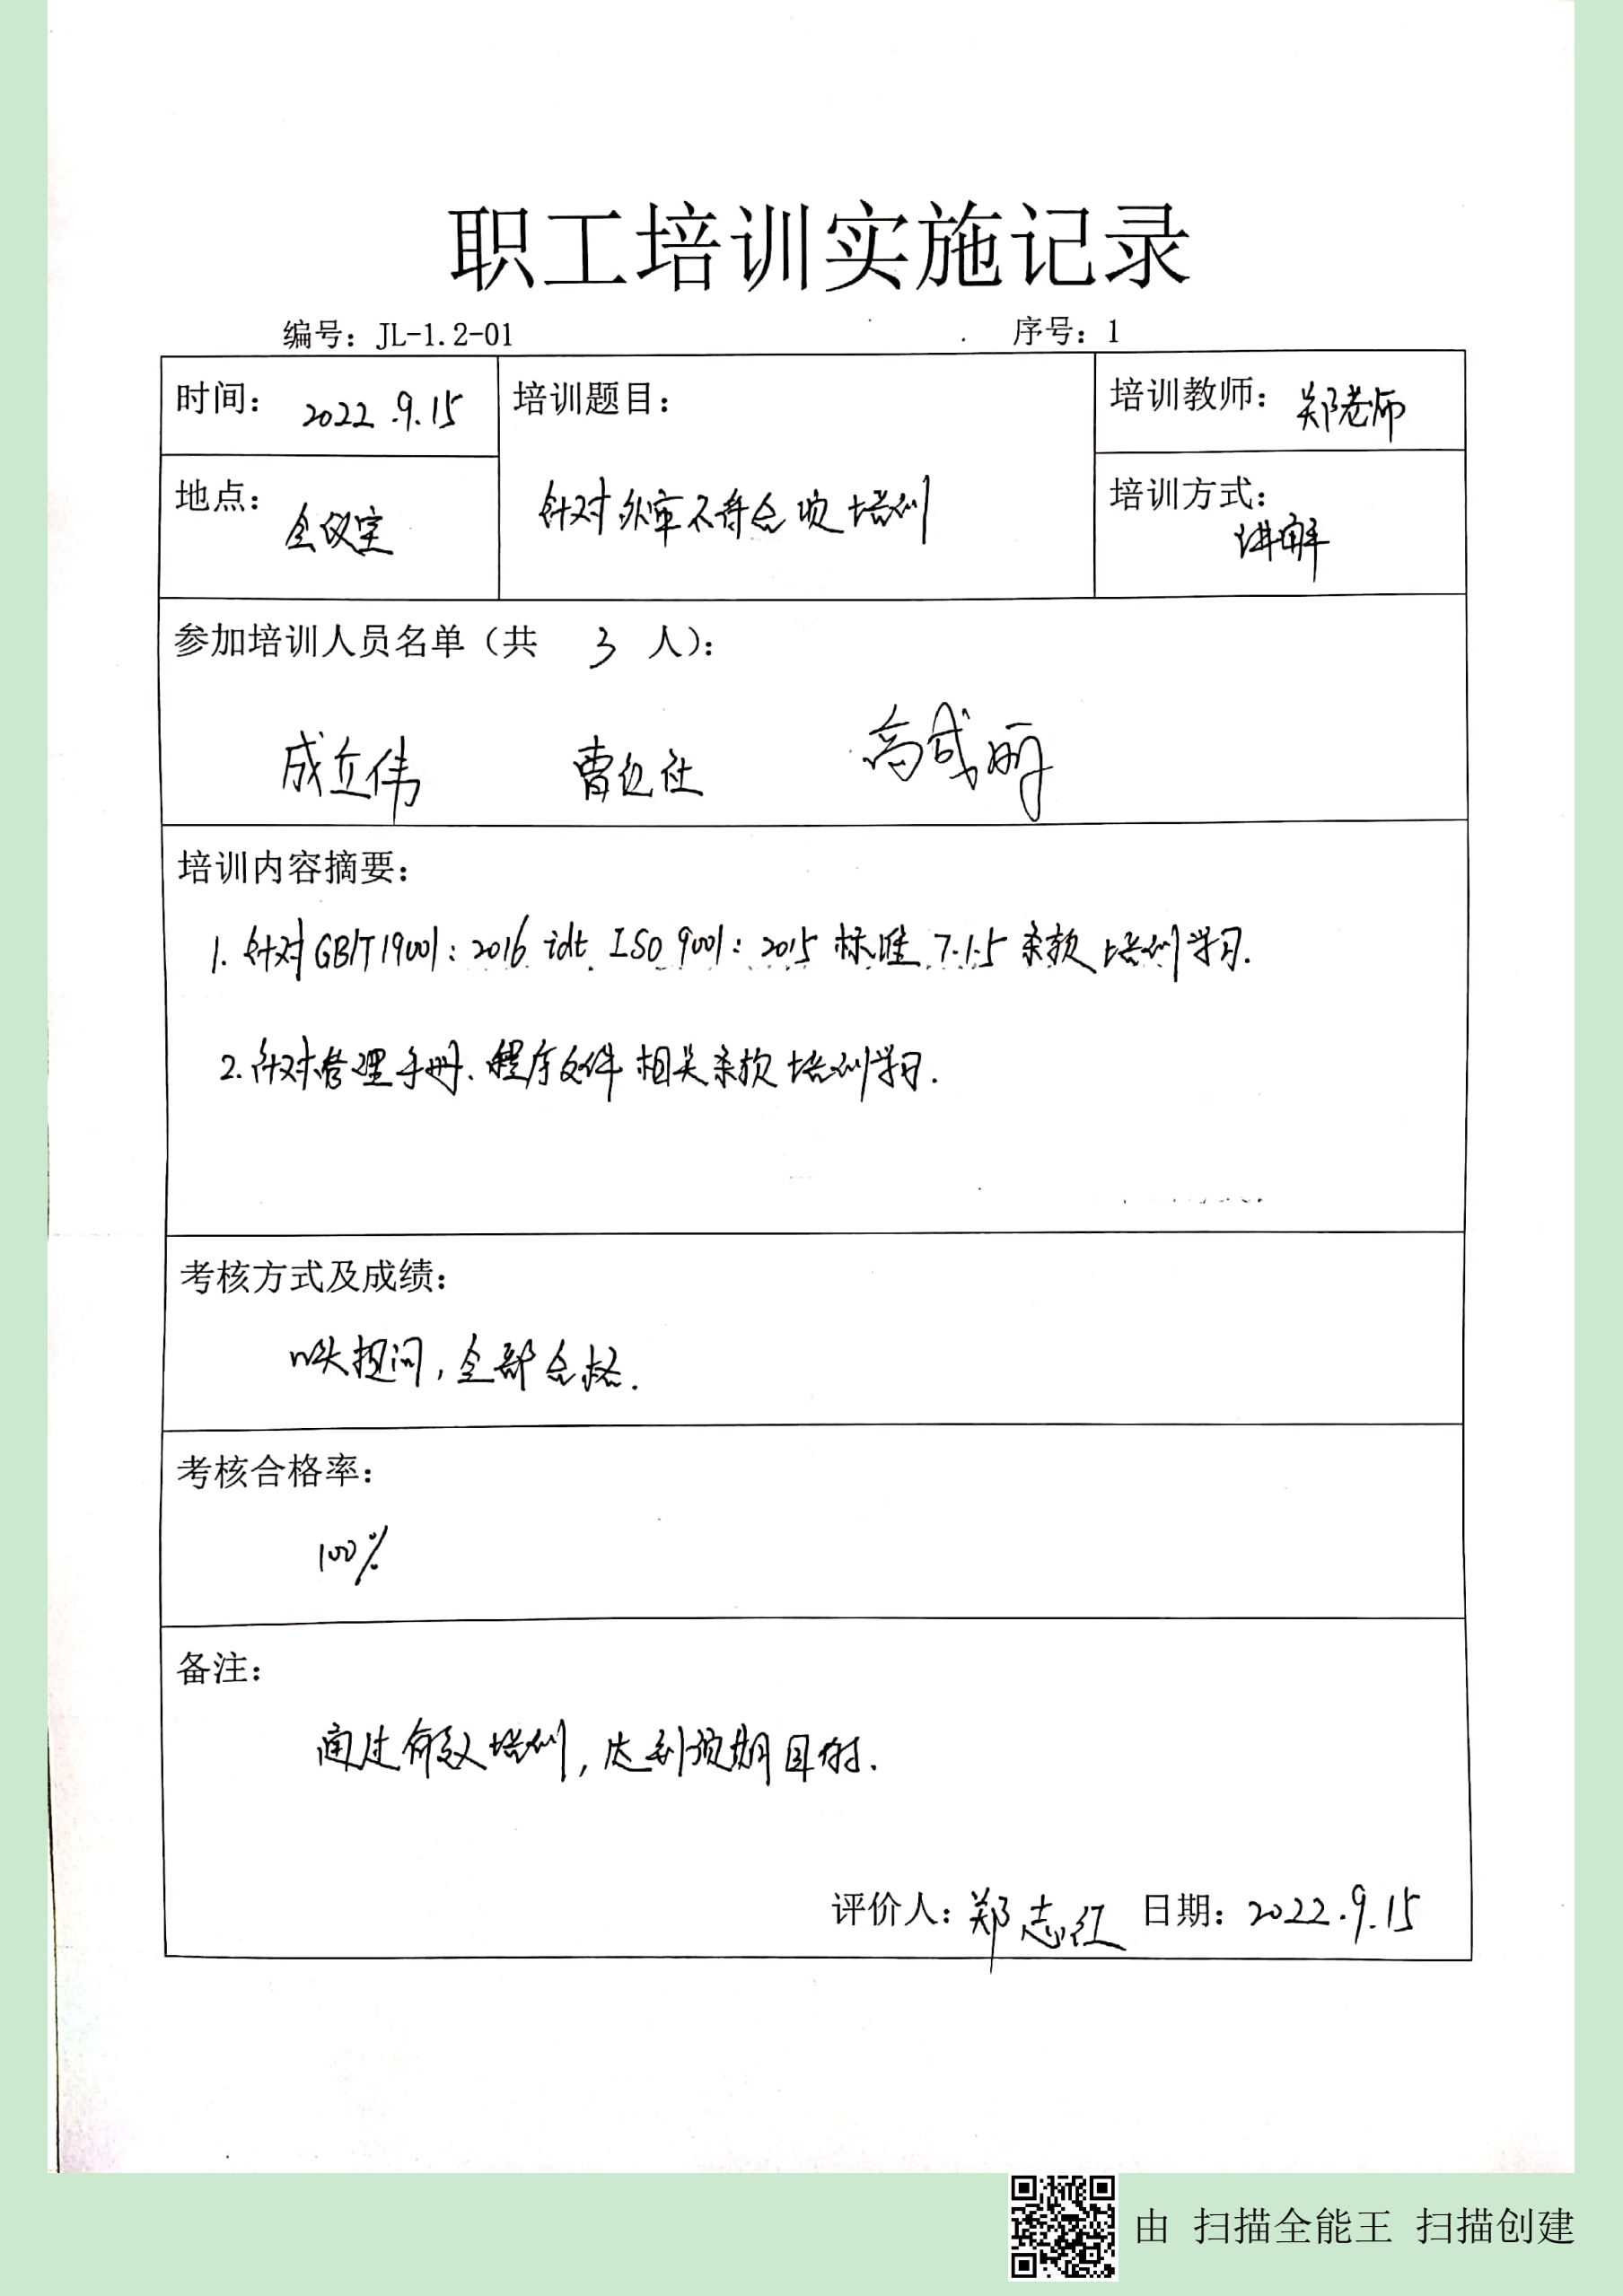 职工培训实施记录
编号：JL-1.2-01 序号：1
时间： 2022.9.15 培训题目： 培训教师： 郑老师
地点： 会议室 针对外审不符合项培训 培训方式： 讲解
参加培训人员名单（共 3 人）：
成立伟 曹 社 高 丽
培训内容摘要：
1. 针对GB/T19001：2016 idt ISO 9001：2015 标准 7.1.5 条款培训学习.
2. 针对管理手册、程序文件相关条款培训学习.
考核方式及成绩：
口头提问，全部合格.
考核合格率：
100%
备注：
通过有效培训，达到预期目的.
评价人：郑志红 日期：2022.9.15
由 扫描全能王 扫描创建